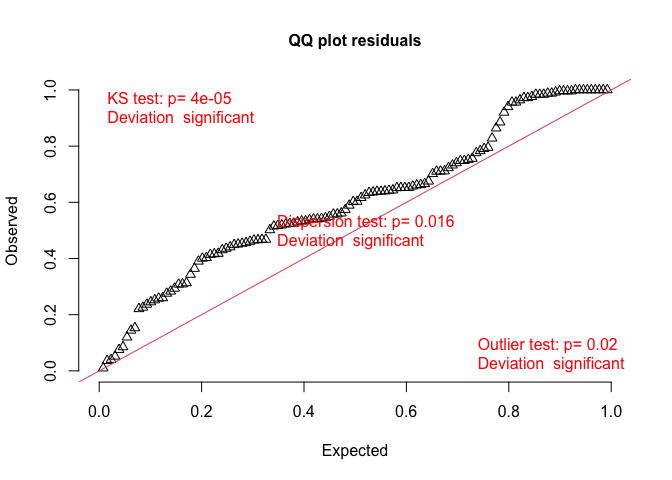 QQ plot residuals
KS test: p= 4e-05
Deviation  significant
Dispersion test: p= 0.016
Deviation  significant
Outlier test: p= 0.02
Deviation  significant
Observed
0.0 0.2 0.4 0.6 0.8 1.0
0.0 0.2 0.4 0.6 0.8 1.0
Expected